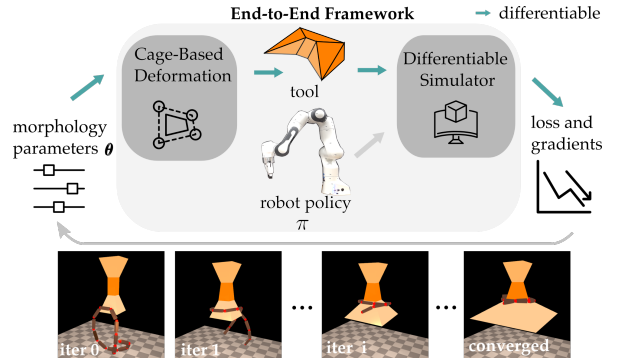 End-to-End Framework
differentiable
Cage-Based
Deformation
tool
Differentiable
Simulator
morphology
parameters θ
robot policy
π
loss and
gradients
iter 0
iter 1
...
iter i
...
converged